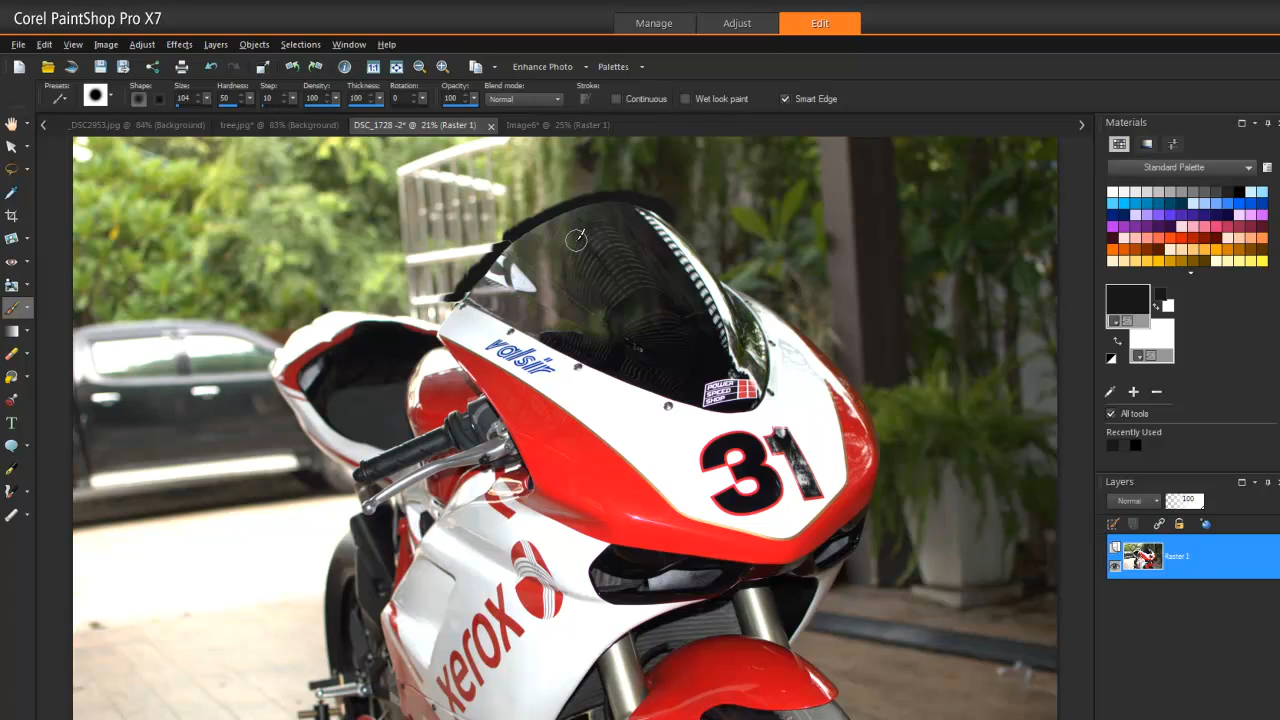 Corel PaintShop Pro X7
Manage Adjust Edit
File Edit View Image Adjust Effects Layers Objects Selections Window Help
Enhance Photo Palettes
Presets: Shape: Size: Hardness: Step: Density: Thickness: Rotation: Opacity: Blend mode: Stroke:
104 50 10 100 100 0 100 Normal Continuous Wet look paint Smart Edge
_DSC2953.jpg @ 84% (Background) tree.jpg* @ 83% (Background) DSC_1728 -2* @ 21% (Raster 1) Image6* @ 25% (Raster 1)
Materials
Standard Palette
All tools
Recently Used
Layers
Normal 100
Raster 1
volsiir
POWER
SPEED
SHOP
31
xerox